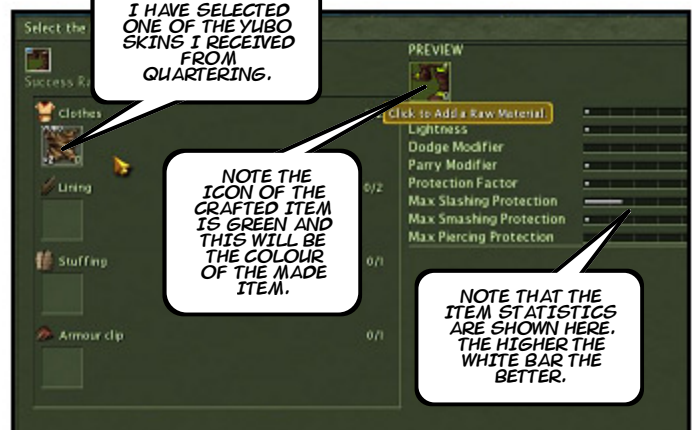 I HAVE SELECTED
ONE OF THE YUBO
SKINS I RECEIVED
FROM
QUARTERING.
Select the
PREVIEW
Success
Clothes
Click to Add a Raw Material.
Lightness
Dodge Modifier
Parry Modifier
Protection Factor
Max Slashing Protection
Max Smashing Protection
Max Piercing Protection
NOTE THE
ICON OF THE
CRAFTED ITEM
IS GREEN AND
THIS WILL BE
THE COLOUR
OF THE MADE
ITEM.
Lining
0/2
Stuffing
0/1
Armour clip
0/1
NOTE THAT THE
ITEM STATISTICS
ARE SHOWN HERE.
THE HIGHER THE
WHITE BAR THE
BETTER.